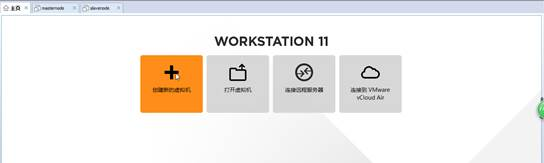 主页
masternode
slavenode
WORKSTATION 11
创建新的虚拟机
打开虚拟机
连接远程服务器
连接到 VMware
vCloud Air